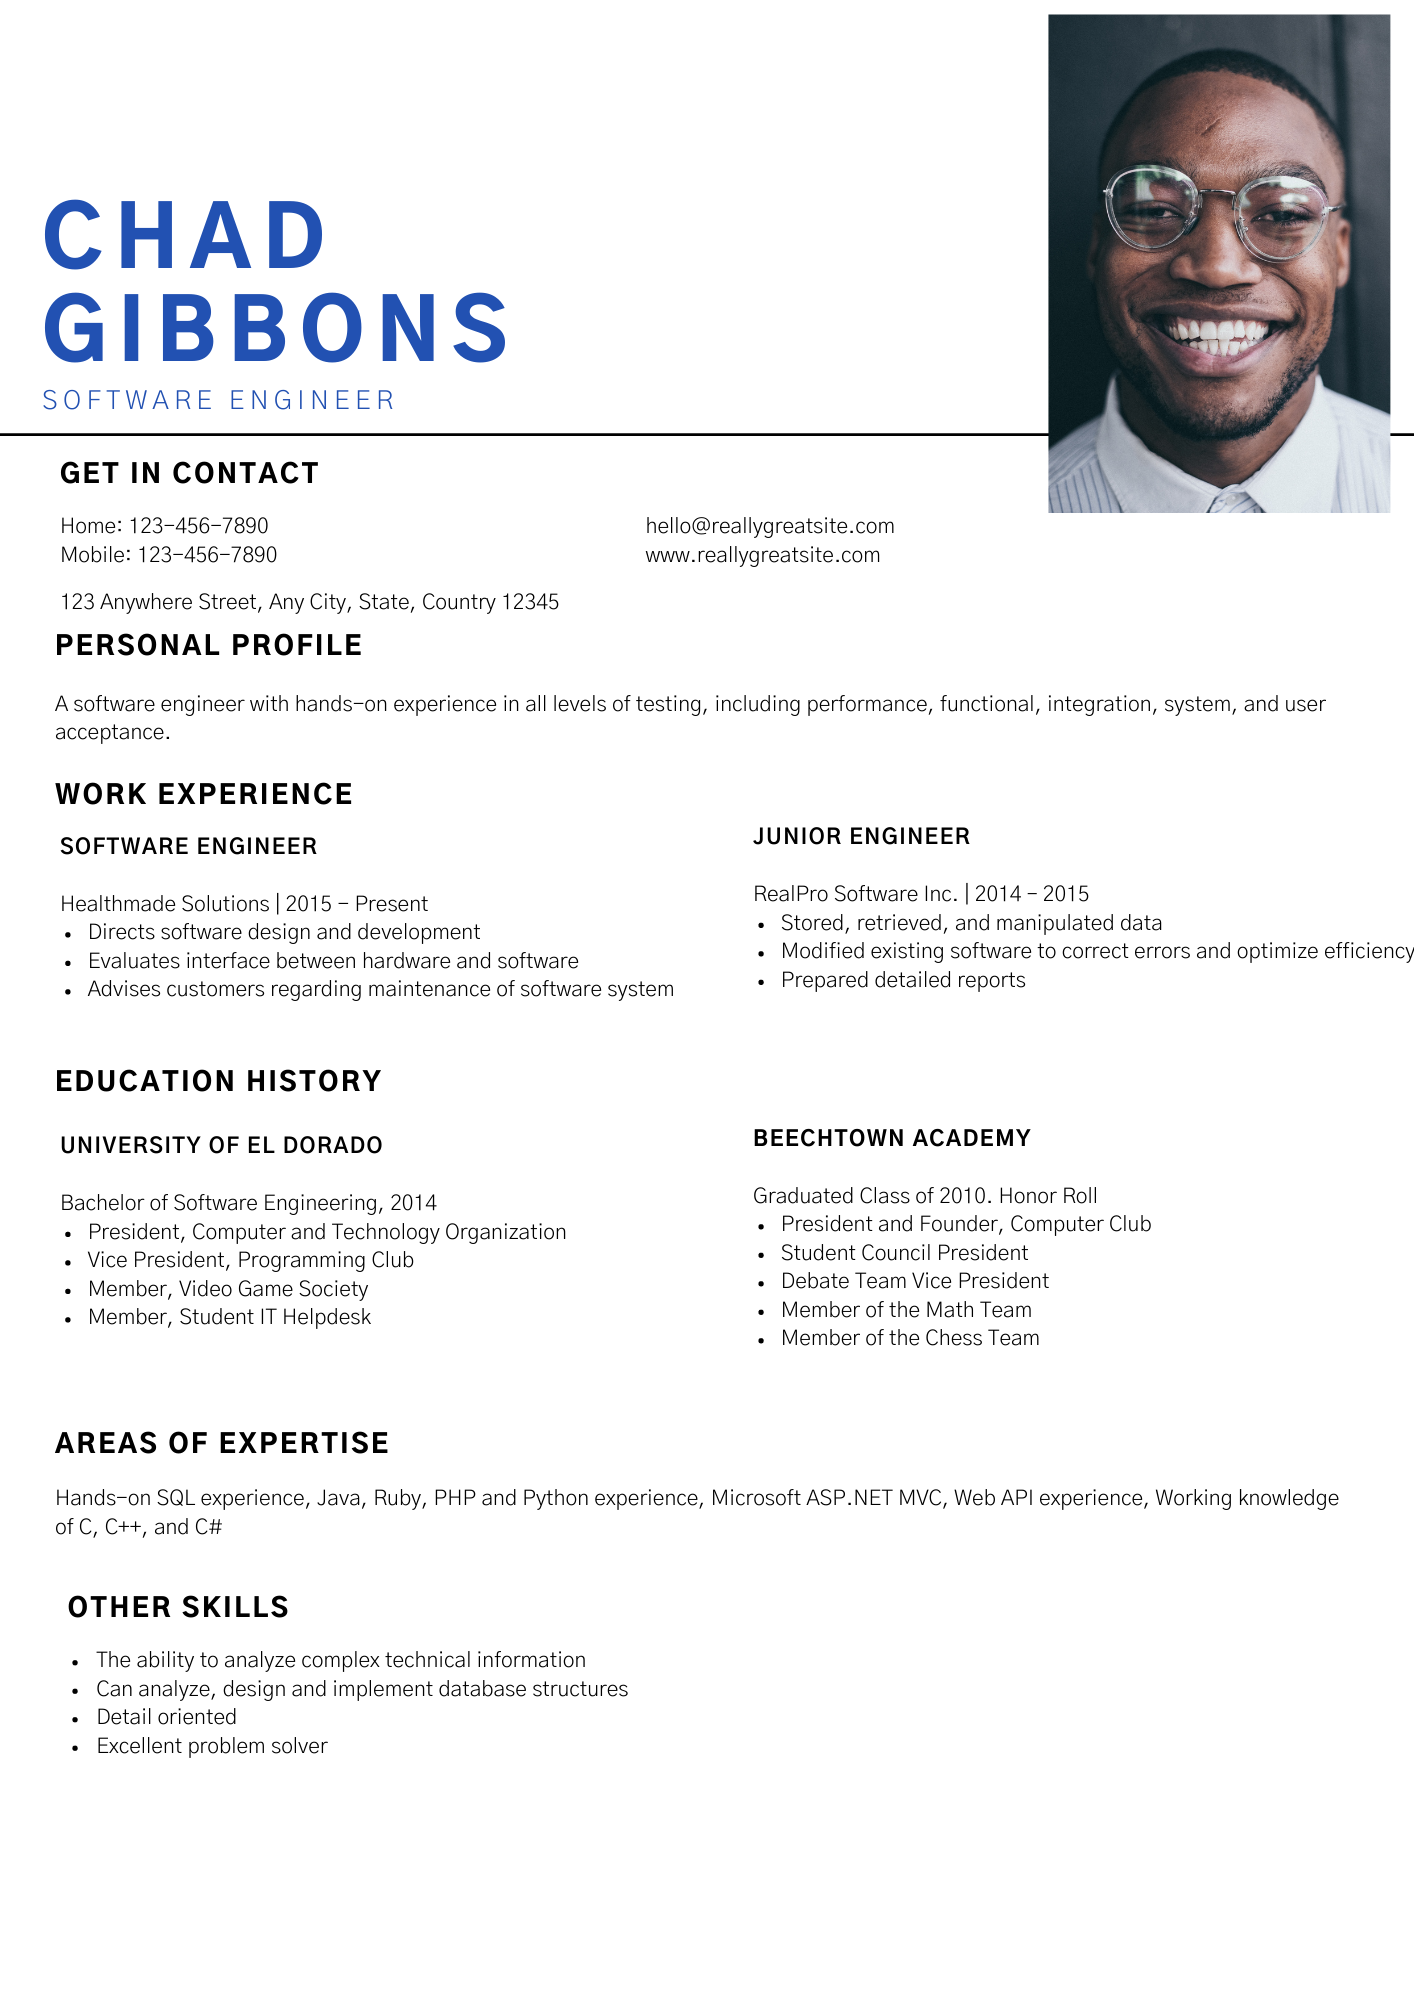 CHAD
GIBBONS
SOFTWARE ENGINEER
GET IN CONTACT
Home: 123-456-7890
Mobile: 123-456-7890
hello@reallygreatsite.com
www.reallygreatsite.com
123 Anywhere Street, Any City, State, Country 12345
PERSONAL PROFILE
A software engineer with hands-on experience in all levels of testing, including performance, functional, integration, system, and user
acceptance.
WORK EXPERIENCE
SOFTWARE ENGINEER
Healthmade Solutions | 2015 - Present
• Directs software design and development
• Evaluates interface between hardware and software
• Advises customers regarding maintenance of software system
JUNIOR ENGINEER
RealPro Software Inc. | 2014 - 2015
• Stored, retrieved, and manipulated data
• Modified existing software to correct errors and optimize efficiency
• Prepared detailed reports
EDUCATION HISTORY
UNIVERSITY OF EL DORADO
Bachelor of Software Engineering, 2014
• President, Computer and Technology Organization
• Vice President, Programming Club
• Member, Video Game Society
• Member, Student IT Helpdesk
BEECHTOWN ACADEMY
Graduated Class of 2010. Honor Roll
• President and Founder, Computer Club
• Student Council President
• Debate Team Vice President
• Member of the Math Team
• Member of the Chess Team
AREAS OF EXPERTISE
Hands-on SQL experience, Java, Ruby, PHP and Python experience, Microsoft ASP.NET MVC, Web API experience, Working knowledge
of C, C++, and C#
OTHER SKILLS
• The ability to analyze complex technical information
• Can analyze, design and implement database structures
• Detail oriented
• Excellent problem solver